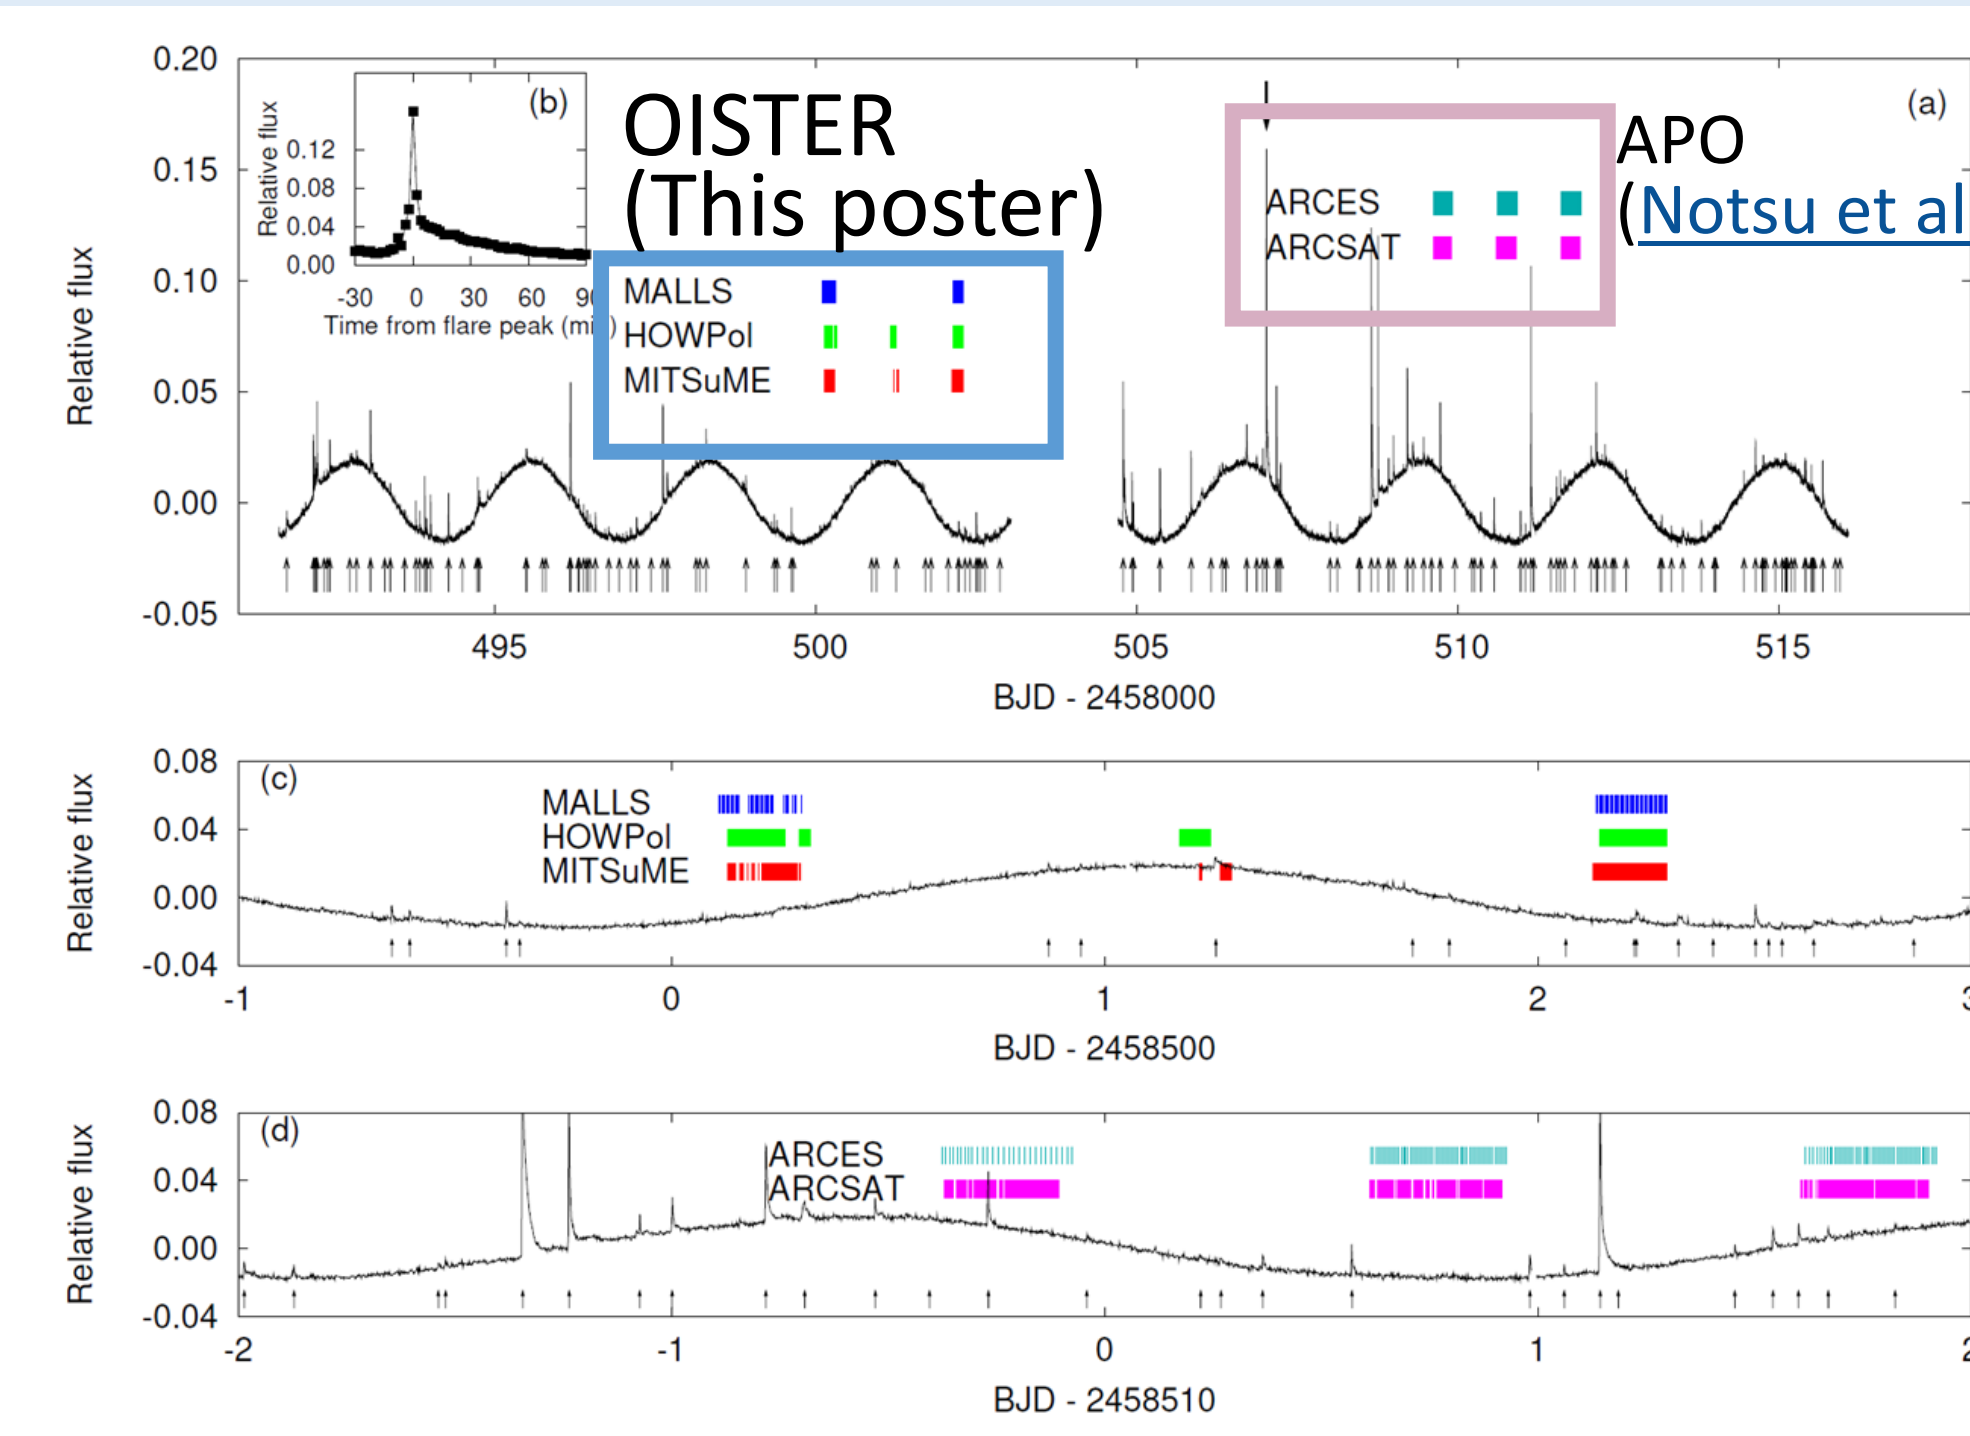 0.20
0.15
0.10
0.05
0.00
-0.05
Relative flux
(b)
0.12
0.08
0.04
0.00
Relative flux
-30 0 30 60
Time from flare peak
OISTER
(This poster)
MALLS
HOWPol
MITSuME
ARCES
ARCSAT
APO
(Notsu et al
(a)
495 500 505 510 515
BJD - 2458000
(c)
0.08
0.04
0.00
-0.04
Relative flux
MALLS
HOWPol
MITSuME
-1 0 1 2
BJD - 2458500
(d)
0.08
0.04
0.00
-0.04
Relative flux
ARCES
ARCSAT
-2 -1 0 1
BJD - 2458510